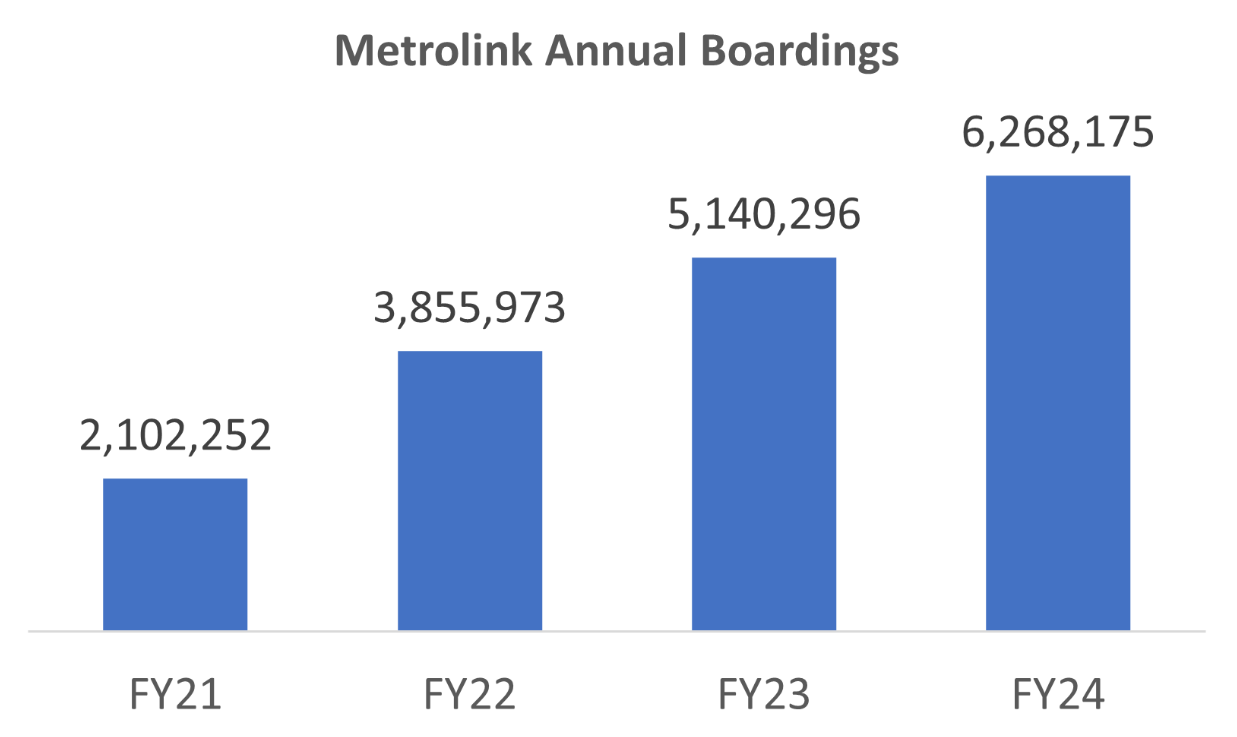 Metrolink Annual Boardings
6,268,175
5,140,296
3,855,973
2,102,252
FY21 FY22 FY23 FY24